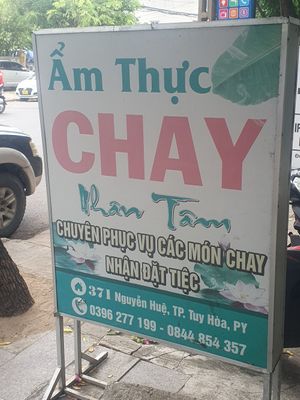 Ẩm Thực
CHAY
Nhân Tâm
CHUYÊN PHỤC VỤ CÁC MÓN CHAY
NHẬN ĐẶT TIỆC
371 Nguyễn Huệ, TP. Tuy Hòa, PY
0396 277 199 - 0844 854 357